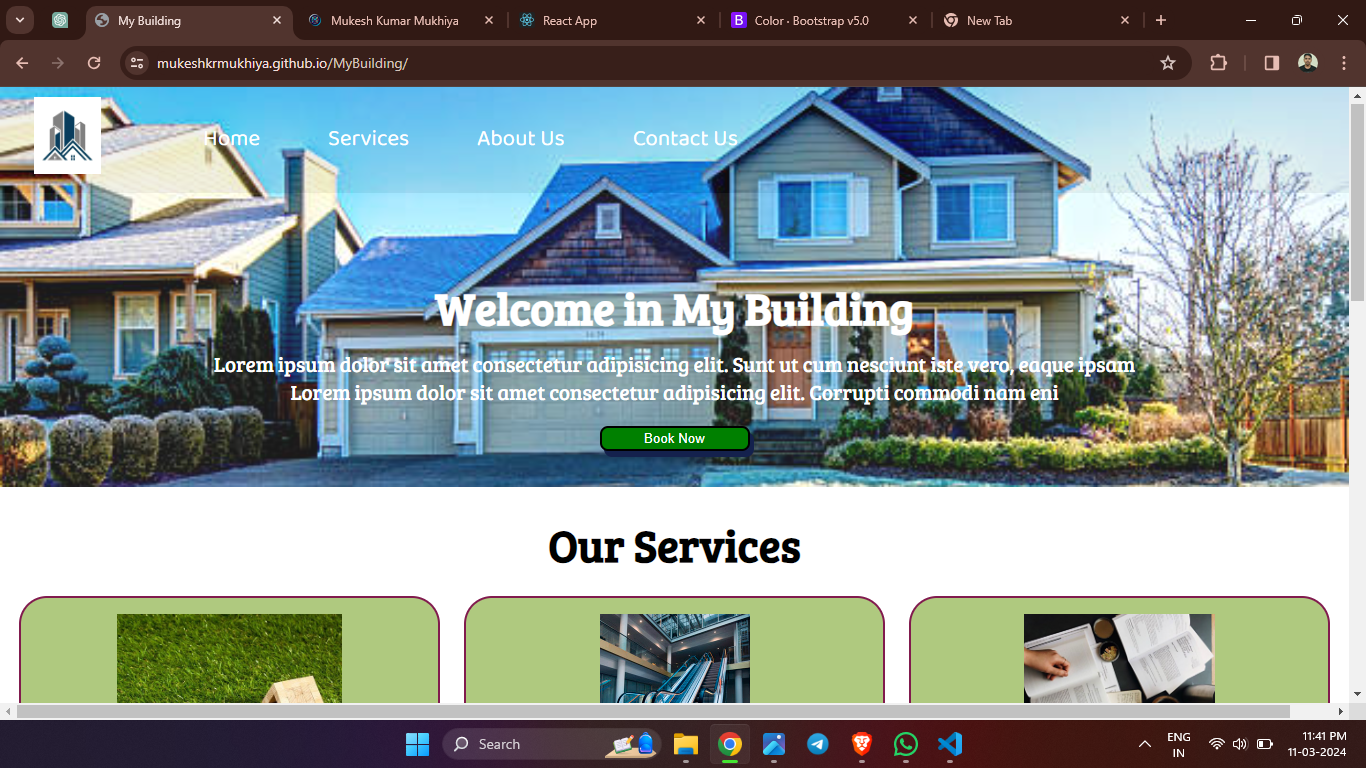 My Building
Mukesh Kumar Mukhiya
React App
Color · Bootstrap v5.0
New Tab
mukeshkrmukhiya.github.io/MyBuilding/
Home Services About Us Contact Us
Welcome in My Building
Lorem ipsum dolor sit amet consectetur adipisicing elit. Sunt ut cum nesciunt iste vero, eaque ipsam
Lorem ipsum dolor sit amet consectetur adipisicing elit. Corrupti commodi nam eni
Book Now
Our Services
Search
ENG
IN
11:41 PM
11-03-2024